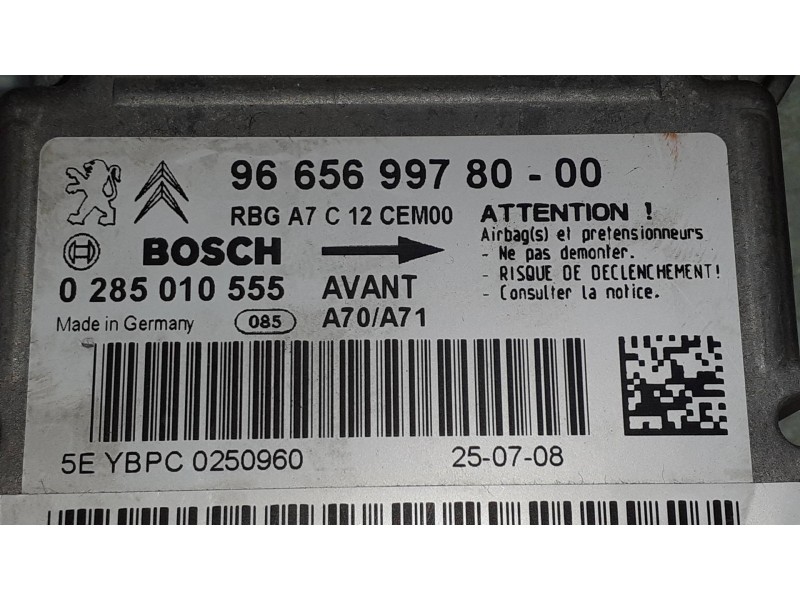 96 656 997 80 - 00
RBG A7 C 12 CEM00
ATTENTION !
Airbag(s) et pretensionneurs
- Ne pas demonter.
- RISQUE DE DECLENCHEMENT!
- Consulter la notice.
BOSCH
0 285 010 555
AVANT
Made in Germany
085
A70/A71
5E YBPC 0250960
25-07-08